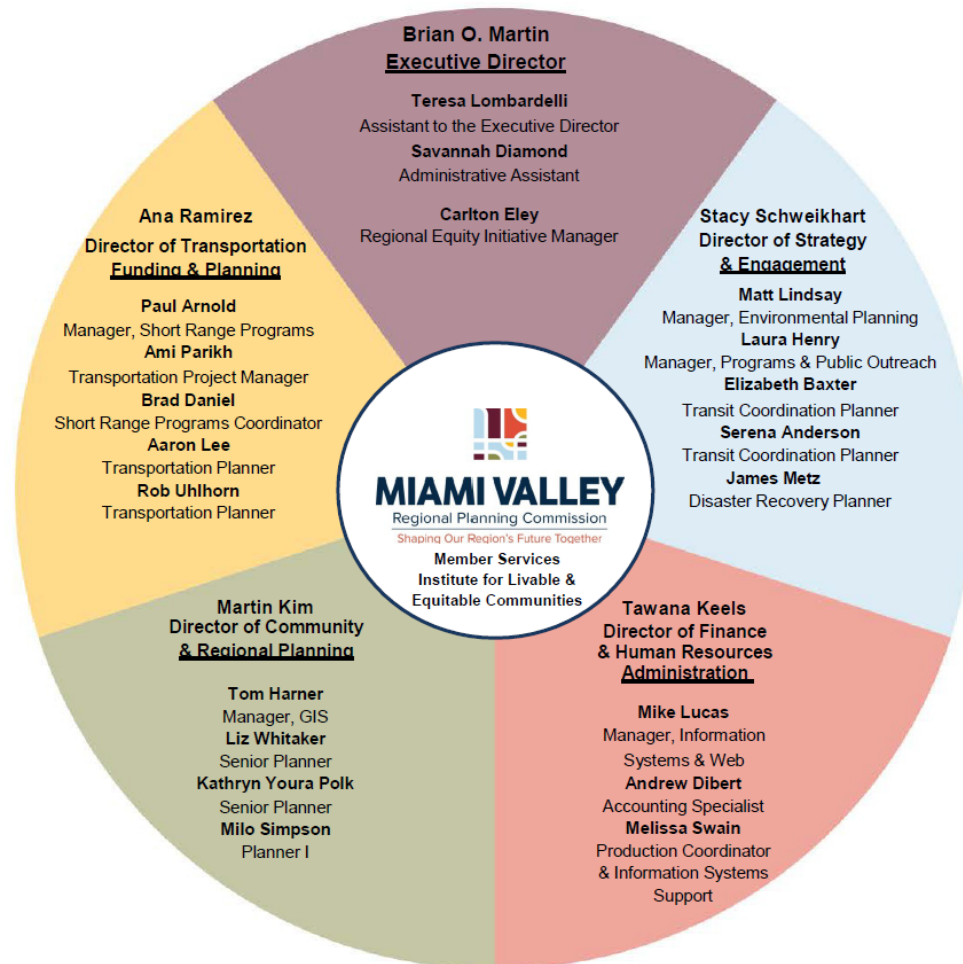 Brian O. Martin
Executive Director
Teresa Lombardelli
Assistant to the Executive Director
Savannah Diamond
Administrative Assistant
Carlton Eley
Regional Equity Initiative Manager
Ana Ramirez
Director of Transportation
Funding & Planning
Paul Arnold
Manager, Short Range Programs
Ami Parikh
Transportation Project Manager
Brad Daniel
Short Range Programs Coordinator
Aaron Lee
Transportation Planner
Rob Uhlhorn
Transportation Planner
Stacy Schweikhart
Director of Strategy
& Engagement
Matt Lindsay
Manager, Environmental Planning
Laura Henry
Manager, Programs & Public Outreach
Elizabeth Baxter
Transit Coordination Planner
Serena Anderson
Transit Coordination Planner
James Metz
Disaster Recovery Planner
MIAMI VALLEY
Regional Planning Commission
Shaping Our Region's Future Together
Member Services
Institute for Livable &
Equitable Communities
Martin Kim
Director of Community
& Regional Planning
Tom Harner
Manager, GIS
Liz Whitaker
Senior Planner
Kathryn Youra Polk
Senior Planner
Milo Simpson
Planner I
Tawana Keels
Director of Finance
& Human Resources
Administration
Mike Lucas
Manager, Information
Systems & Web
Andrew Dibert
Accounting Specialist
Melissa Swain
Production Coordinator
& Information Systems
Support